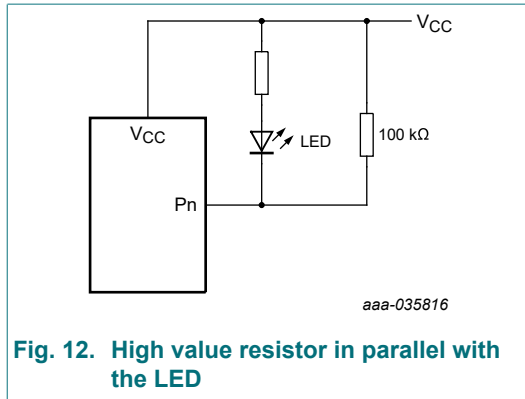 VCC
VCC
LED
100 kΩ
Pn
aaa-035816
Fig. 12. High value resistor in parallel with
the LED